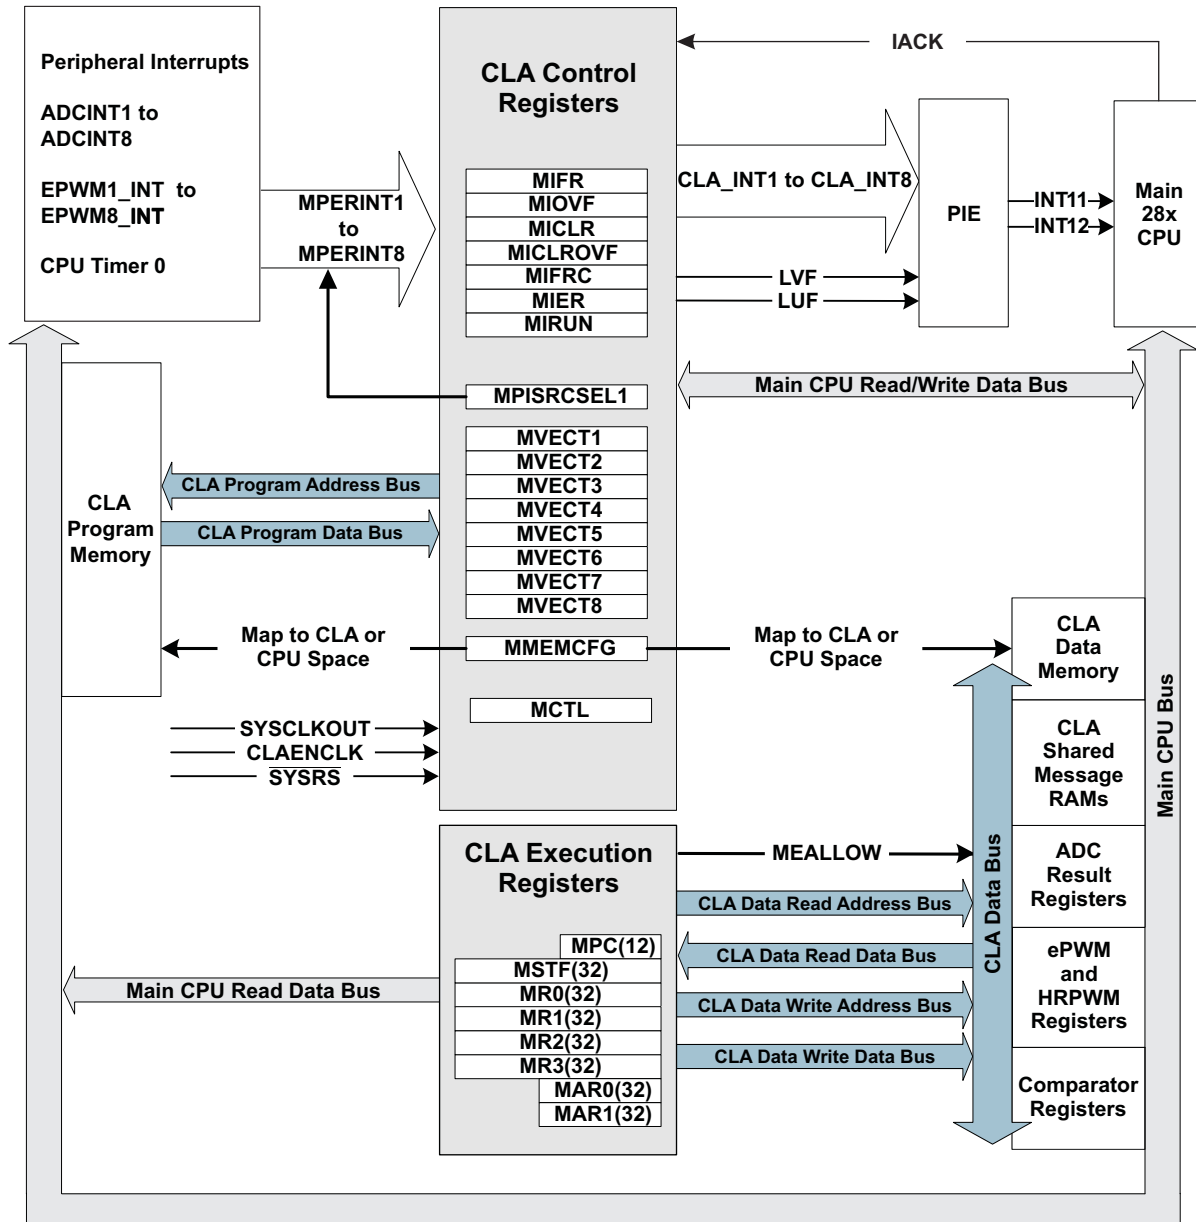 Peripheral Interrupts
ADCINT1 to
ADCINT8
EPWM1_INT to
EPWM8_INT
CPU Timer 0
MPERINT1
to
MPERINT8
CLA Control
Registers
MIFR
MIOVF
MICLR
MICLROVF
MIFRC
MIER
MIRUN
MPISRCSEL1
MVECT1
MVECT2
MVECT3
MVECT4
MVECT5
MVECT6
MVECT7
MVECT8
MMEMCFG
MCTL
IACK
CLA_INT1 to CLA_INT8
LVF
LUF
PIE
INT11
INT12
Main
28x
CPU
Main CPU Read/Write Data Bus
CLA
Program
Memory
CLA Program Address Bus
CLA Program Data Bus
Map to CLA or
CPU Space
Map to CLA or
CPU Space
SYSCLKOUT
CLAENCLK
SYSRS
CLA
Data
Memory
CLA
Shared
Message
RAMs
ADC
Result
Registers
ePWM
and
HRPWM
Registers
Comparator
Registers
Main CPU Bus
CLA Data Bus
CLA Execution
Registers
MPC(12)
MSTF(32)
MR0(32)
MR1(32)
MR2(32)
MR3(32)
MAR0(32)
MAR1(32)
MEALLOW
CLA Data Read Address Bus
CLA Data Read Data Bus
CLA Data Write Address Bus
CLA Data Write Data Bus
Main CPU Read Data Bus